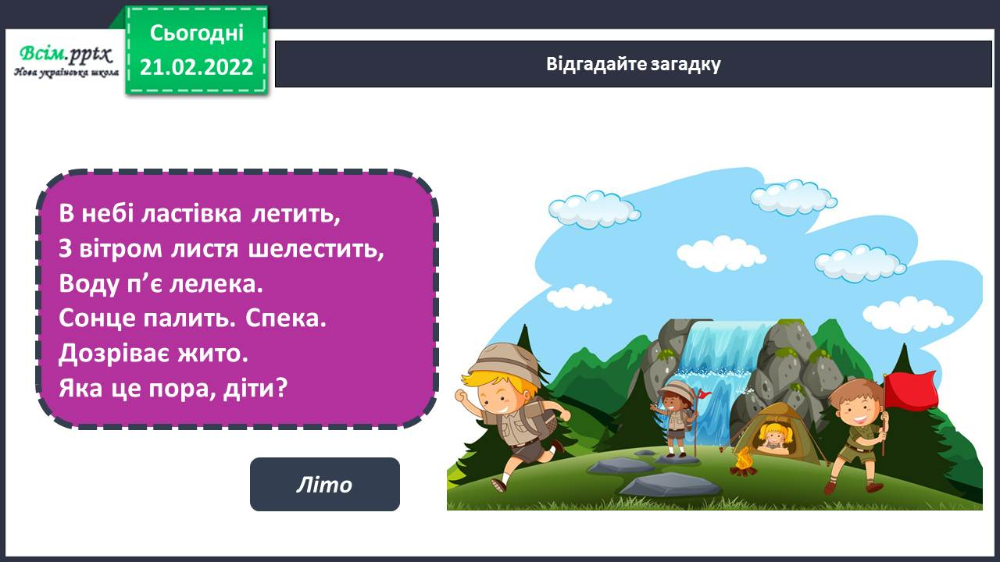 Всім.pptx
Нова українська школа
Сьогодні
21.02.2022
Відгадайте загадку
В небі ластівка летить,
З вітром листя шелестить,
Воду п’є лелека.
Сонце палить. Спека.
Дозріває жито.
Яка це пора, діти?
Літо